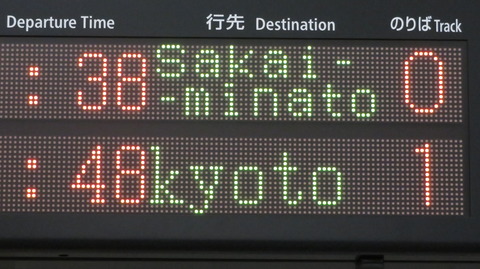 Departure Time 行先 Destination のりば Track
:38 Sakai- 0
-minato
:48 kyoto 1